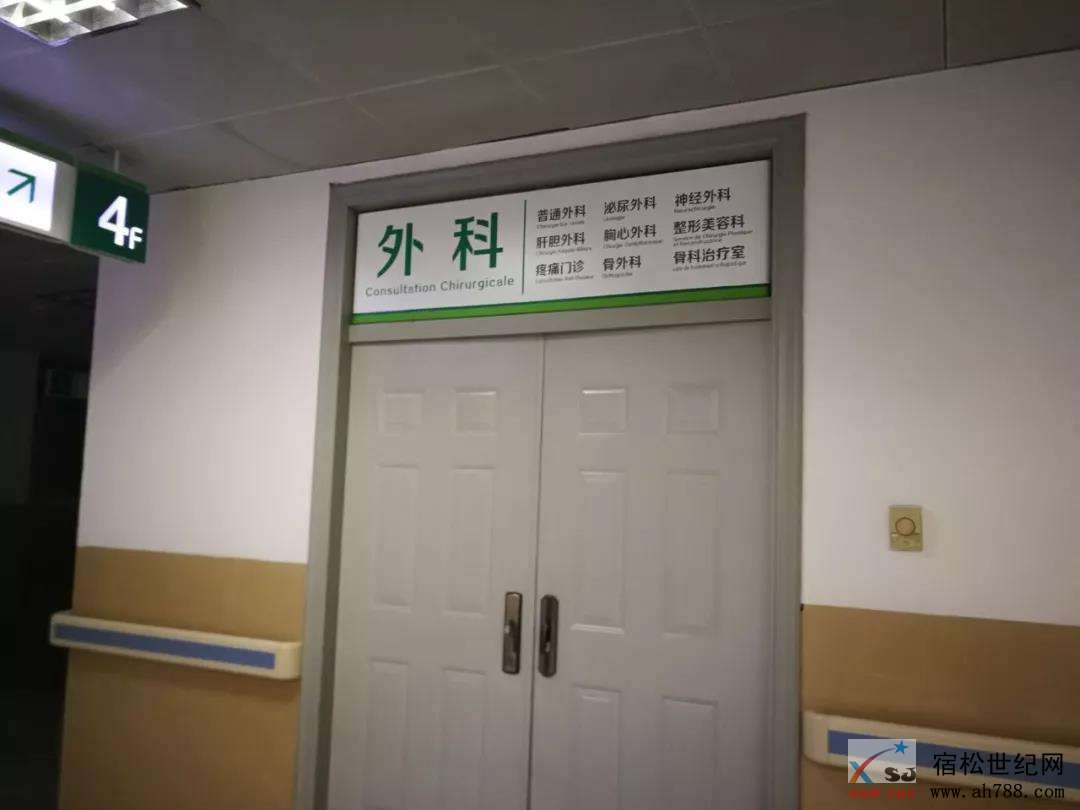 4F
外科
Consultation Chirurgicale
普通外科 泌尿外科 神经外科
肝胆外科 胸心外科 整形美容科
疼痛门诊 骨外科 骨科治疗室
XSJ 宿松世纪网
www.ah788.com